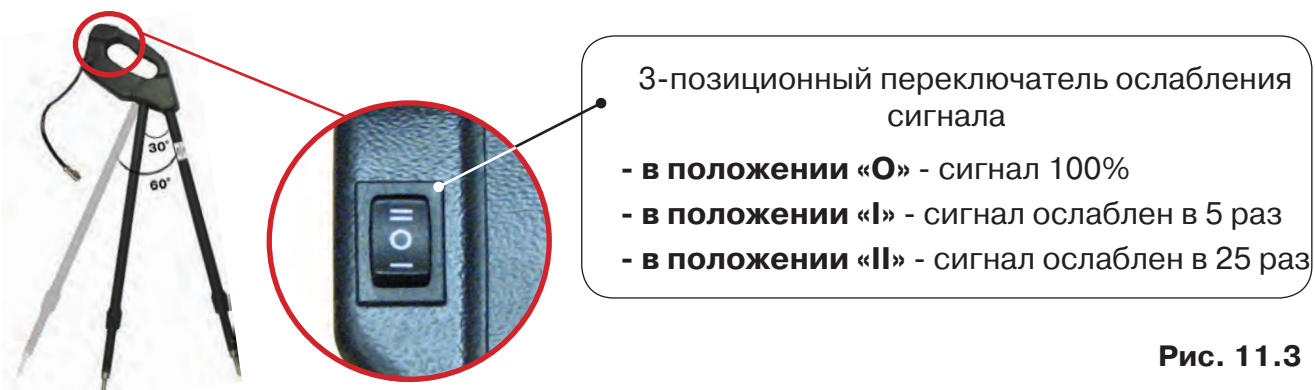 30°
60°
II
O
I
3-позиционный переключатель ослабления
сигнала
- в положении «О» - сигнал 100%
- в положении «I» - сигнал ослаблен в 5 раз
- в положении «II» - сигнал ослаблен в 25 раз
Рис. 11.3